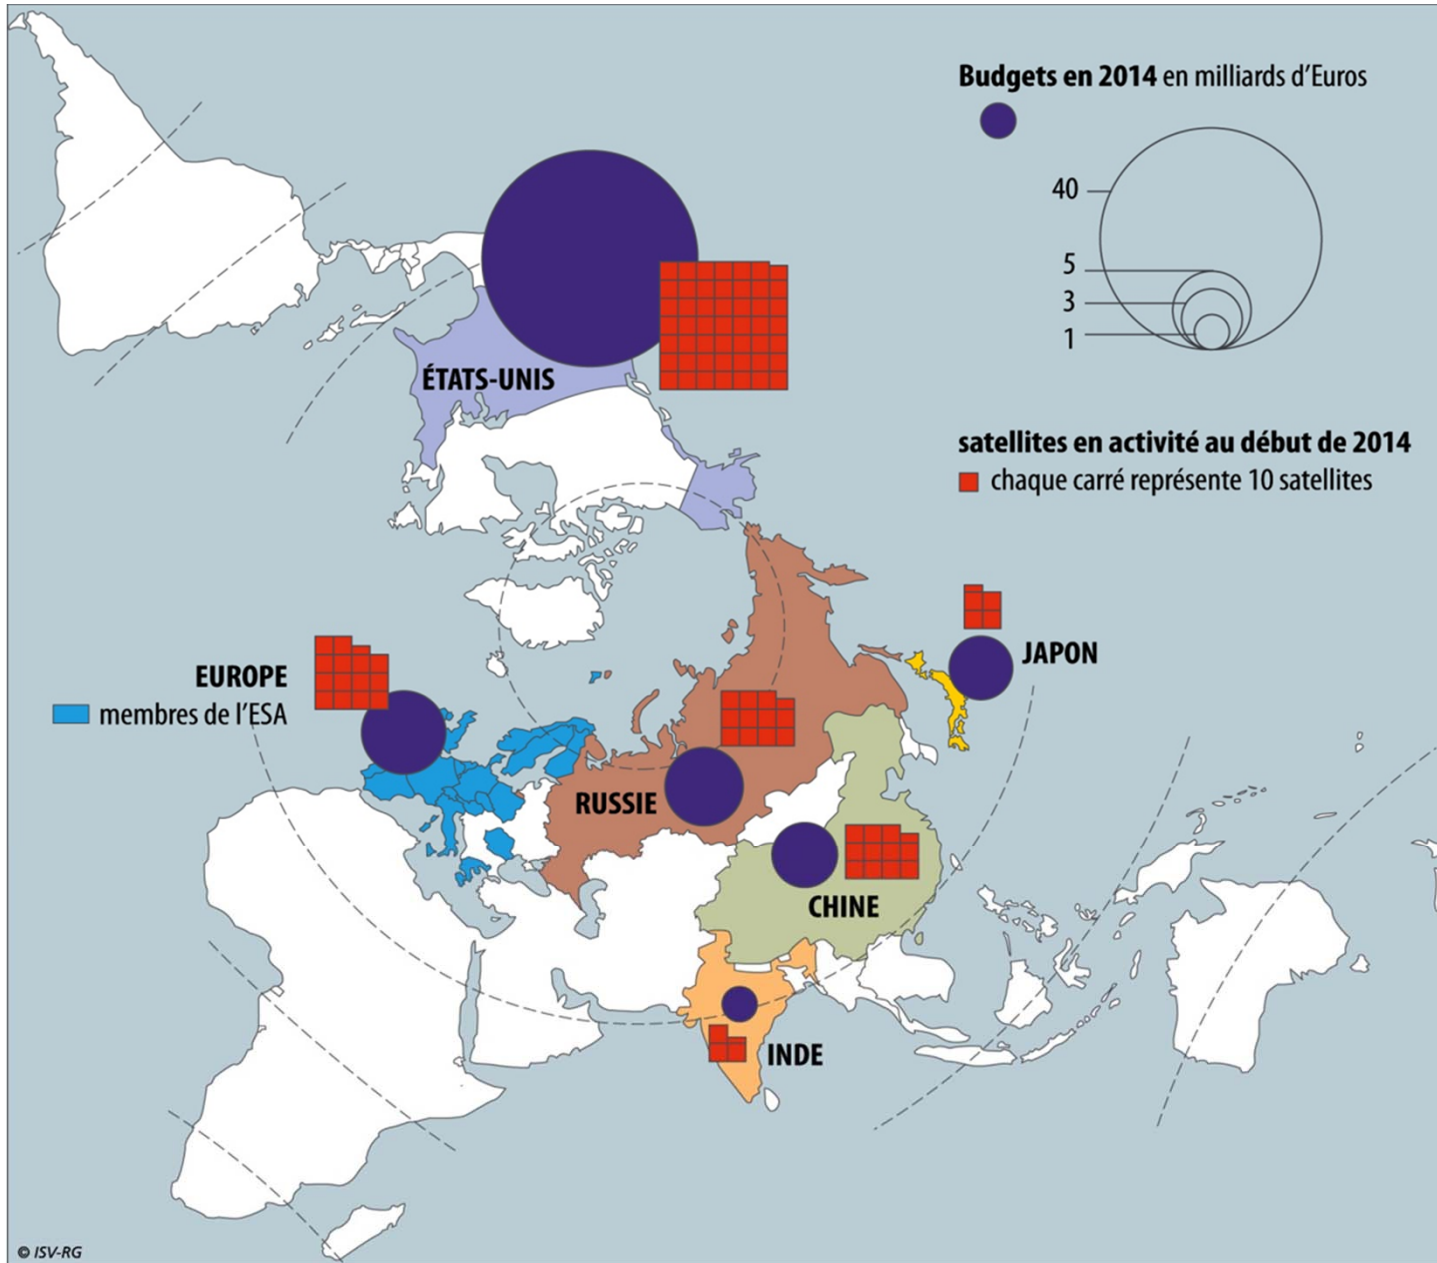 Budgets en 2014 en milliards d'Euros
40
5
3
1
ÉTATS-UNIS
satellites en activité au début de 2014
chaque carré représente 10 satellites
JAPON
EUROPE
membres de l'ESA
RUSSIE
CHINE
INDE
© ISV-RG